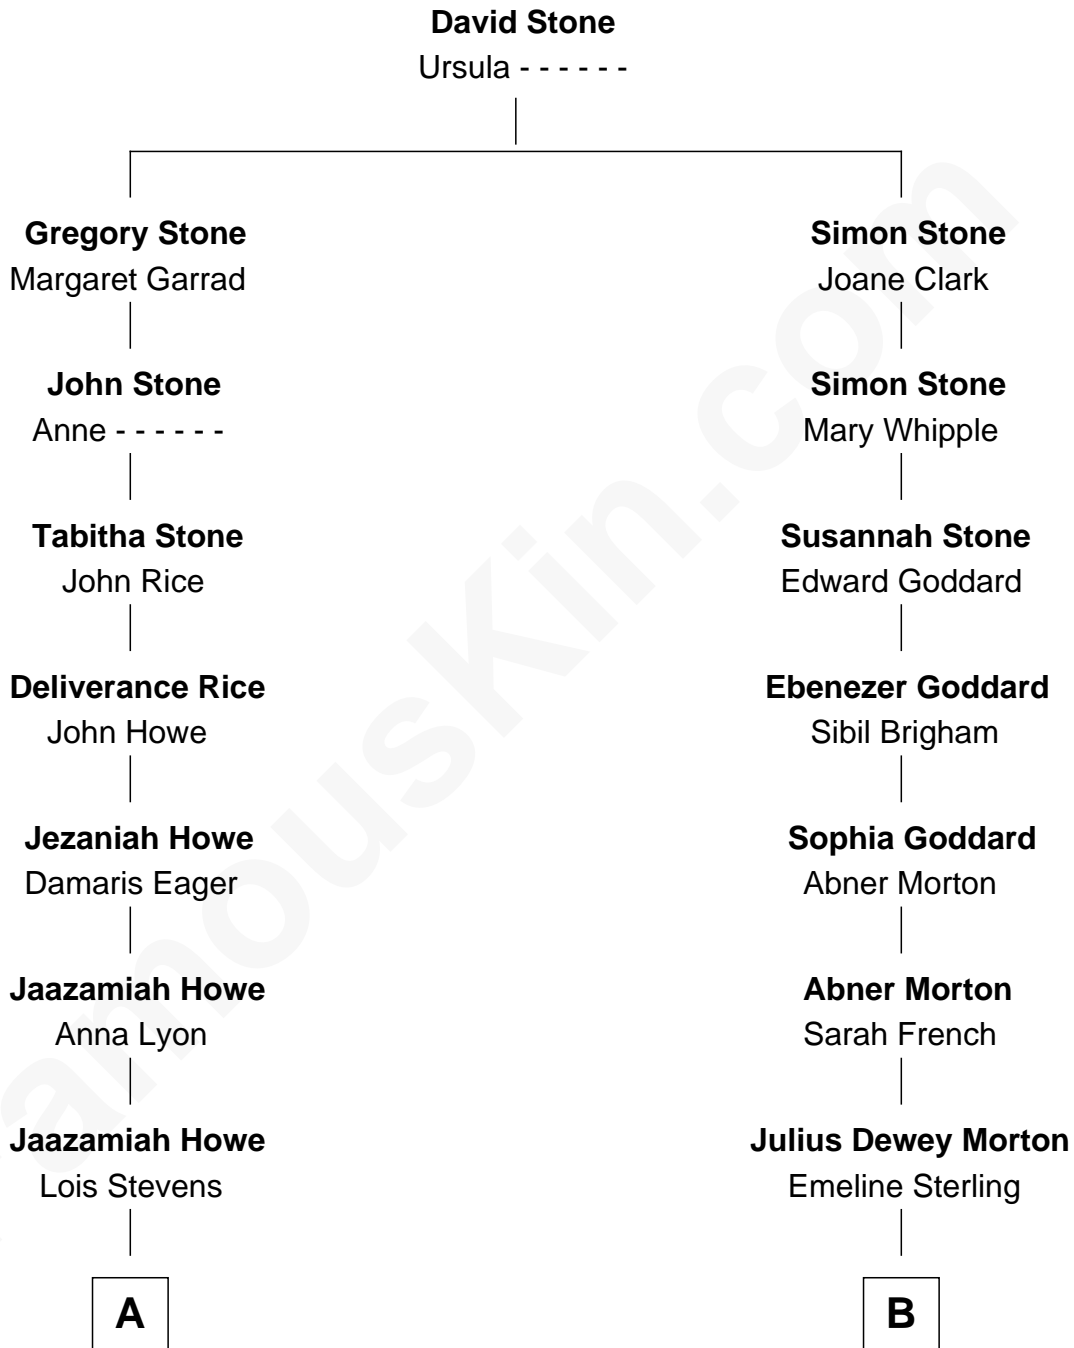 David Stone
Ursula - - - - - -
Gregory Stone
Margaret Garrad
Simon Stone
Joane Clark
John Stone
Anne - - - - - -
Simon Stone
Mary Whipple
Tabitha Stone
John Rice
Susannah Stone
Edward Goddard
Deliverance Rice
John Howe
Ebenezer Goddard
Sibil Brigham
Jezaniah Howe
Damaris Eager
Sophia Goddard
Abner Morton
Jaazamiah Howe
Anna Lyon
Abner Morton
Sarah French
Jaazamiah Howe
Lois Stevens
Julius Dewey Morton
Emeline Sterling
A
B
amouskin.com